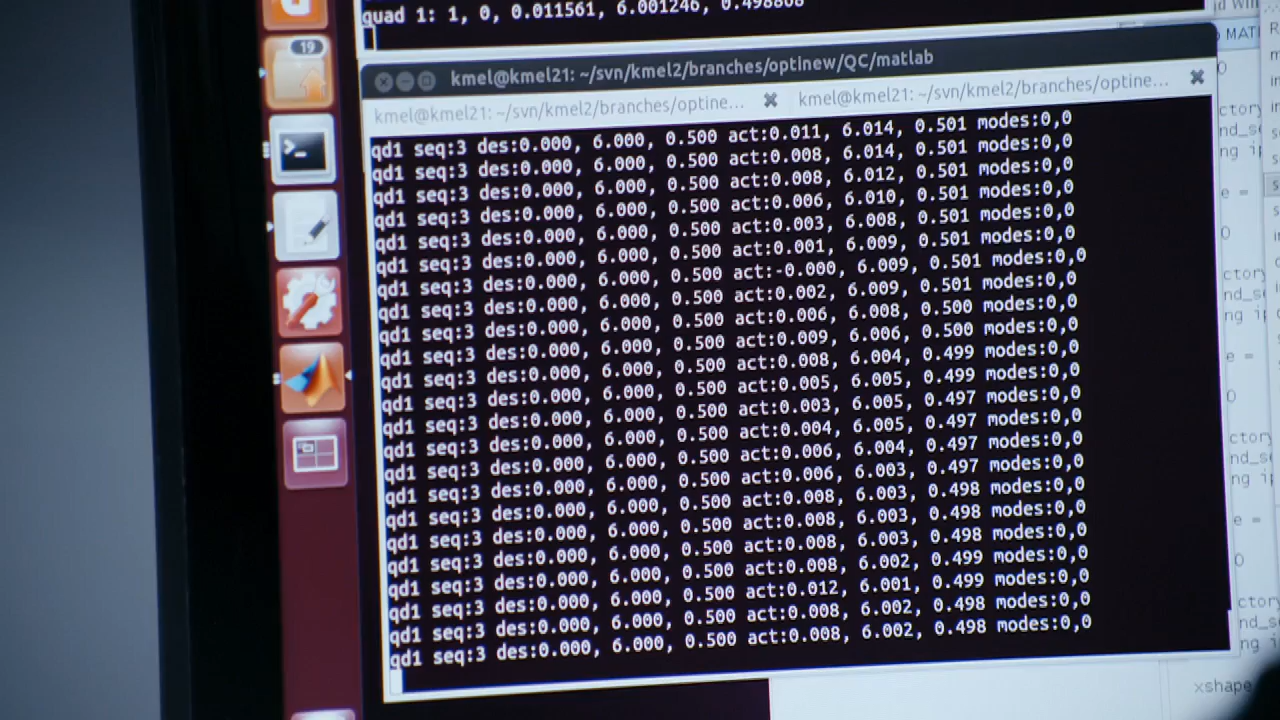 quad 1: 1, 0, 0.011561, 6.001246, 0.498808
19
kmel@kmel21: ~/svn/kmel2/branches/optinew/QC/matlab
kmel@kmel21: ~/svn/kmel2/branches/optine... kmel@kmel21: ~/svn/kmel2/branches/optine...
qd1 seq:3 des:0.000, 6.000, 0.500 act:0.011, 6.014, 0.501 modes:0,0
qd1 seq:3 des:0.000, 6.000, 0.500 act:0.008, 6.014, 0.501 modes:0,0
qd1 seq:3 des:0.000, 6.000, 0.500 act:0.008, 6.012, 0.501 modes:0,0
qd1 seq:3 des:0.000, 6.000, 0.500 act:0.006, 6.010, 0.501 modes:0,0
qd1 seq:3 des:0.000, 6.000, 0.500 act:0.003, 6.008, 0.501 modes:0,0
qd1 seq:3 des:0.000, 6.000, 0.500 act:0.001, 6.009, 0.501 modes:0,0
qd1 seq:3 des:0.000, 6.000, 0.500 act:-0.000, 6.009, 0.501 modes:0,0
qd1 seq:3 des:0.000, 6.000, 0.500 act:0.002, 6.009, 0.501 modes:0,0
qd1 seq:3 des:0.000, 6.000, 0.500 act:0.006, 6.008, 0.500 modes:0,0
qd1 seq:3 des:0.000, 6.000, 0.500 act:0.009, 6.006, 0.500 modes:0,0
qd1 seq:3 des:0.000, 6.000, 0.500 act:0.008, 6.004, 0.499 modes:0,0
qd1 seq:3 des:0.000, 6.000, 0.500 act:0.005, 6.005, 0.499 modes:0,0
qd1 seq:3 des:0.000, 6.000, 0.500 act:0.003, 6.005, 0.497 modes:0,0
qd1 seq:3 des:0.000, 6.000, 0.500 act:0.004, 6.005, 0.497 modes:0,0
qd1 seq:3 des:0.000, 6.000, 0.500 act:0.006, 6.004, 0.497 modes:0,0
qd1 seq:3 des:0.000, 6.000, 0.500 act:0.006, 6.003, 0.497 modes:0,0
qd1 seq:3 des:0.000, 6.000, 0.500 act:0.008, 6.003, 0.498 modes:0,0
qd1 seq:3 des:0.000, 6.000, 0.500 act:0.008, 6.003, 0.498 modes:0,0
qd1 seq:3 des:0.000, 6.000, 0.500 act:0.008, 6.003, 0.498 modes:0,0
qd1 seq:3 des:0.000, 6.000, 0.500 act:0.008, 6.002, 0.499 modes:0,0
qd1 seq:3 des:0.000, 6.000, 0.500 act:0.012, 6.001, 0.499 modes:0,0
qd1 seq:3 des:0.000, 6.000, 0.500 act:0.008, 6.002, 0.498 modes:0,0
qd1 seq:3 des:0.000, 6.000, 0.500 act:0.008, 6.002, 0.498 modes:0,0
xshape